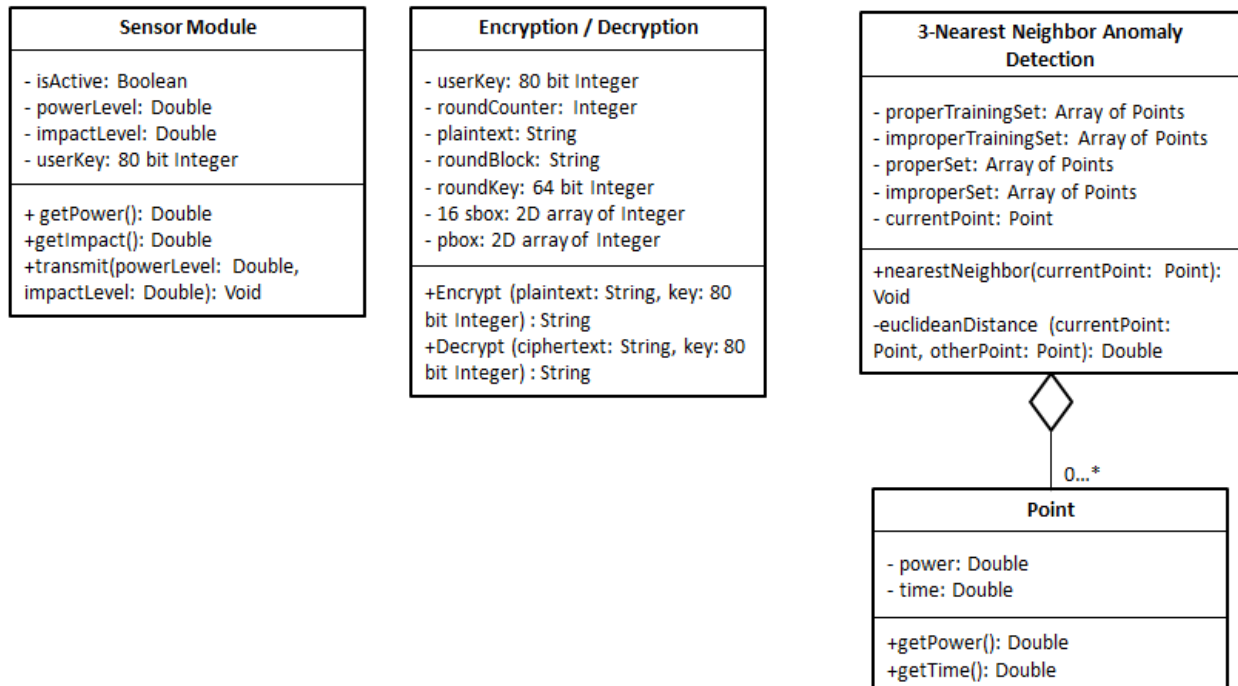 Sensor Module
- isActive: Boolean
- powerLevel: Double
- impactLevel: Double
- userKey: 80 bit Integer
+ getPower(): Double
+getImpact(): Double
+transmit(powerLevel: Double,
impactLevel: Double): Void
Encryption / Decryption
- userKey: 80 bit Integer
- roundCounter: Integer
- plaintext: String
- roundBlock: String
- roundKey: 64 bit Integer
- 16 sbox: 2D array of Integer
- pbox: 2D array of Integer
+Encrypt (plaintext: String, key: 80
bit Integer) : String
+Decrypt (ciphertext: String, key: 80
bit Integer) : String
3-Nearest Neighbor Anomaly
Detection
- properTrainingSet: Array of Points
- improperTrainingSet: Array of Points
- properSet: Array of Points
- improperSet: Array of Points
- currentPoint: Point
+nearestNeighbor(currentPoint: Point):
Void
-euclideanDistance (currentPoint:
Point, otherPoint: Point): Double
0...*
Point
- power: Double
- time: Double
+getPower(): Double
+getTime(): Double